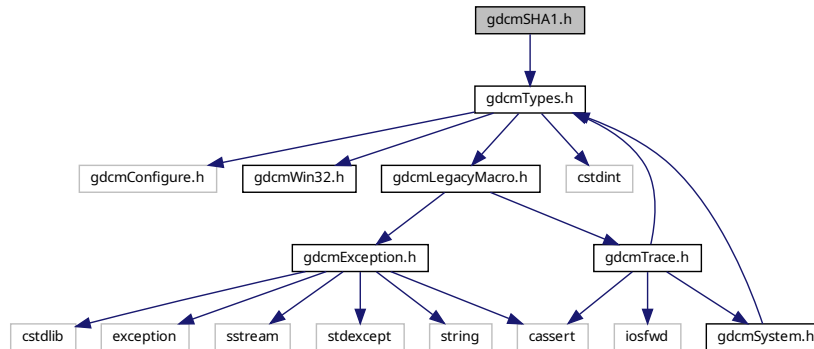 gdcmSHA1.h
gdcmTypes.h
gdcmConfigure.h
gdcmWin32.h
gdcmLegacyMacro.h
cstdint
gdcmException.h
gdcmTrace.h
cstdlib
exception
sstream
stdexcept
string
cassert
iosfwd
gdcmSystem.h